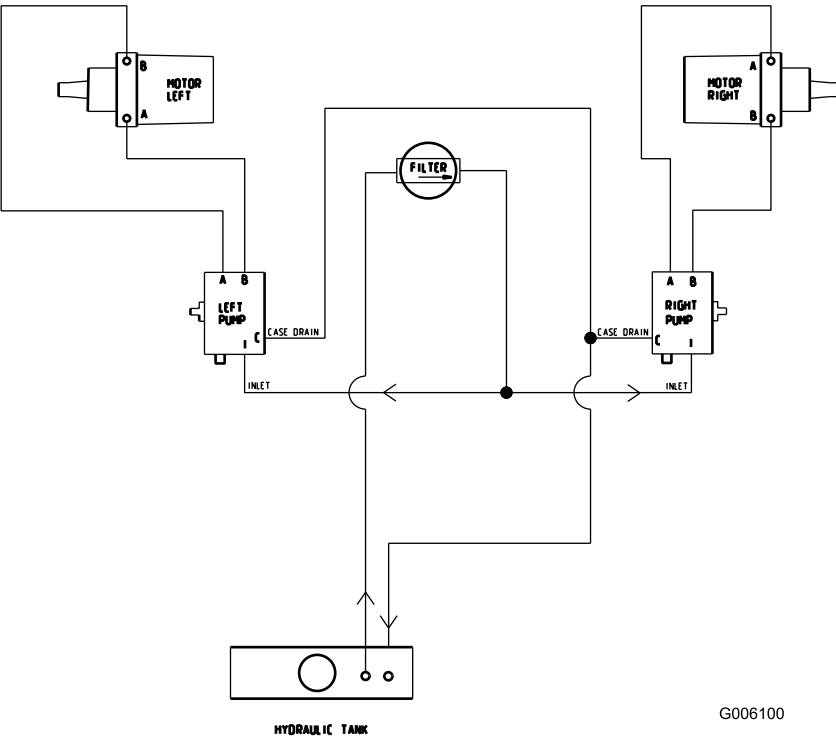 B
MOTOR
LEFT
A
A
MOTOR
RIGHT
B
FILTER
A B
LEFT
PUMP
C
I
CASE DRAIN
INLET
A B
RIGHT
PUMP
C
I
CASE DRAIN
INLET
HYDRAULIC TANK
G006100